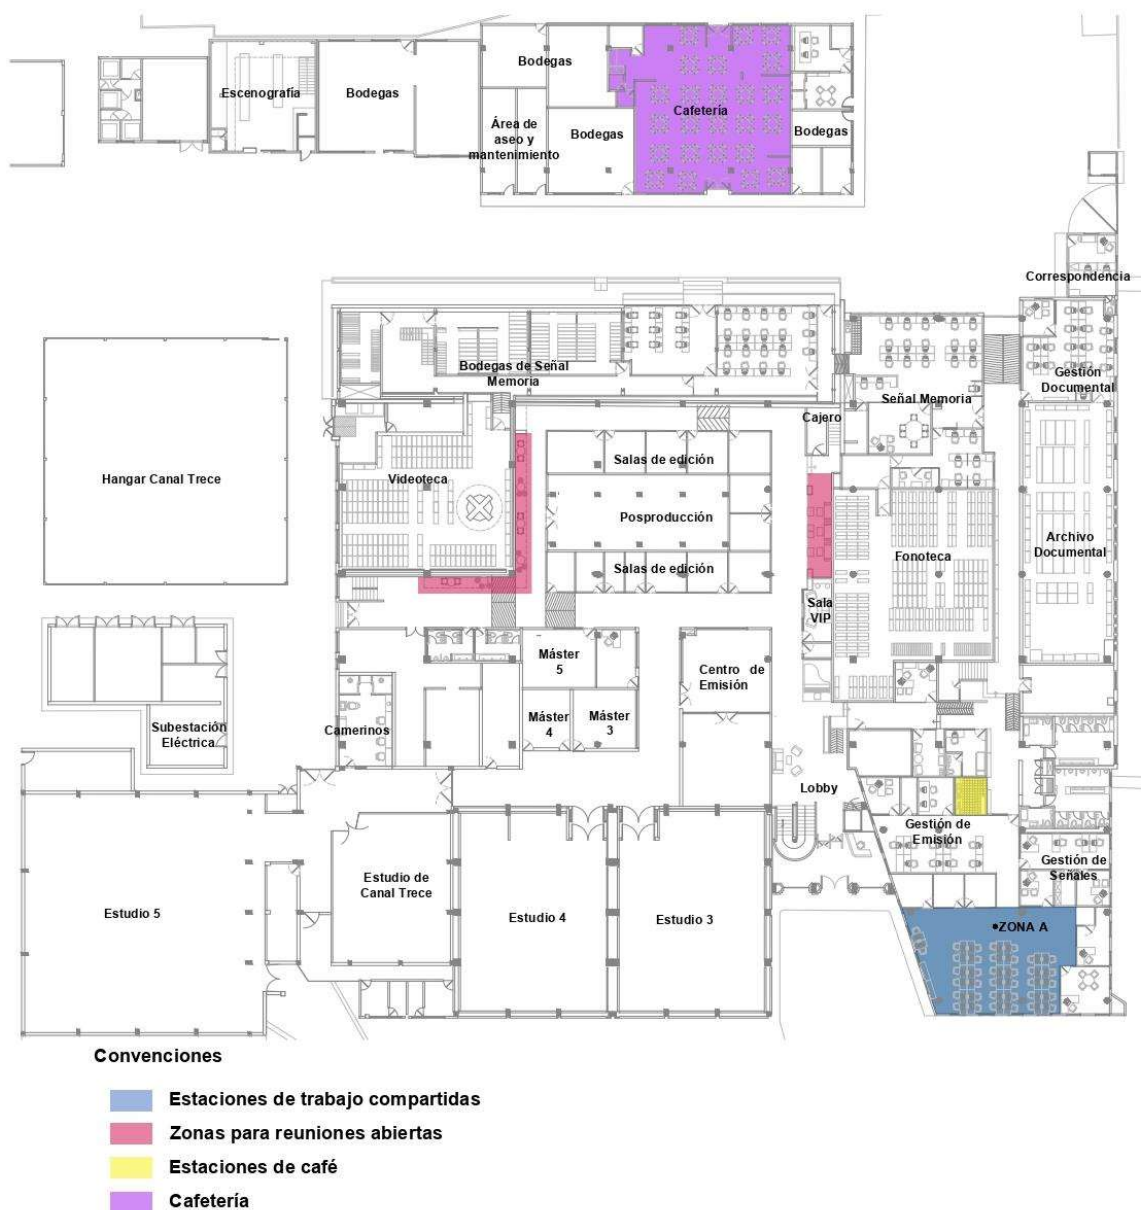 Bodegas
Escenografía
Bodegas
Cafetería
Área de
aseo y
mantenimiento
Bodegas
Bodegas
Correspondencia
Bodegas de Señal
Memoria
Gestión
Documental
Señal Memoria
Cajero
Salas de edición
Hangar Canal Trece
Videoteca
Posproducción
Archivo
Documental
Fonoteca
Salas de edición
Sala
VIP
Máster
5
Centro de
Emisión
Subestación
Eléctrica
Camerinos
Máster
4
Máster
3
Lobby
Gestión de
Emisión
Gestión de
Señales
Estudio de
Canal Trece
Estudio 5
Estudio 4
Estudio 3
ZONA A
Convenciones
Estaciones de trabajo compartidas
Zonas para reuniones abiertas
Estaciones de café
Cafetería